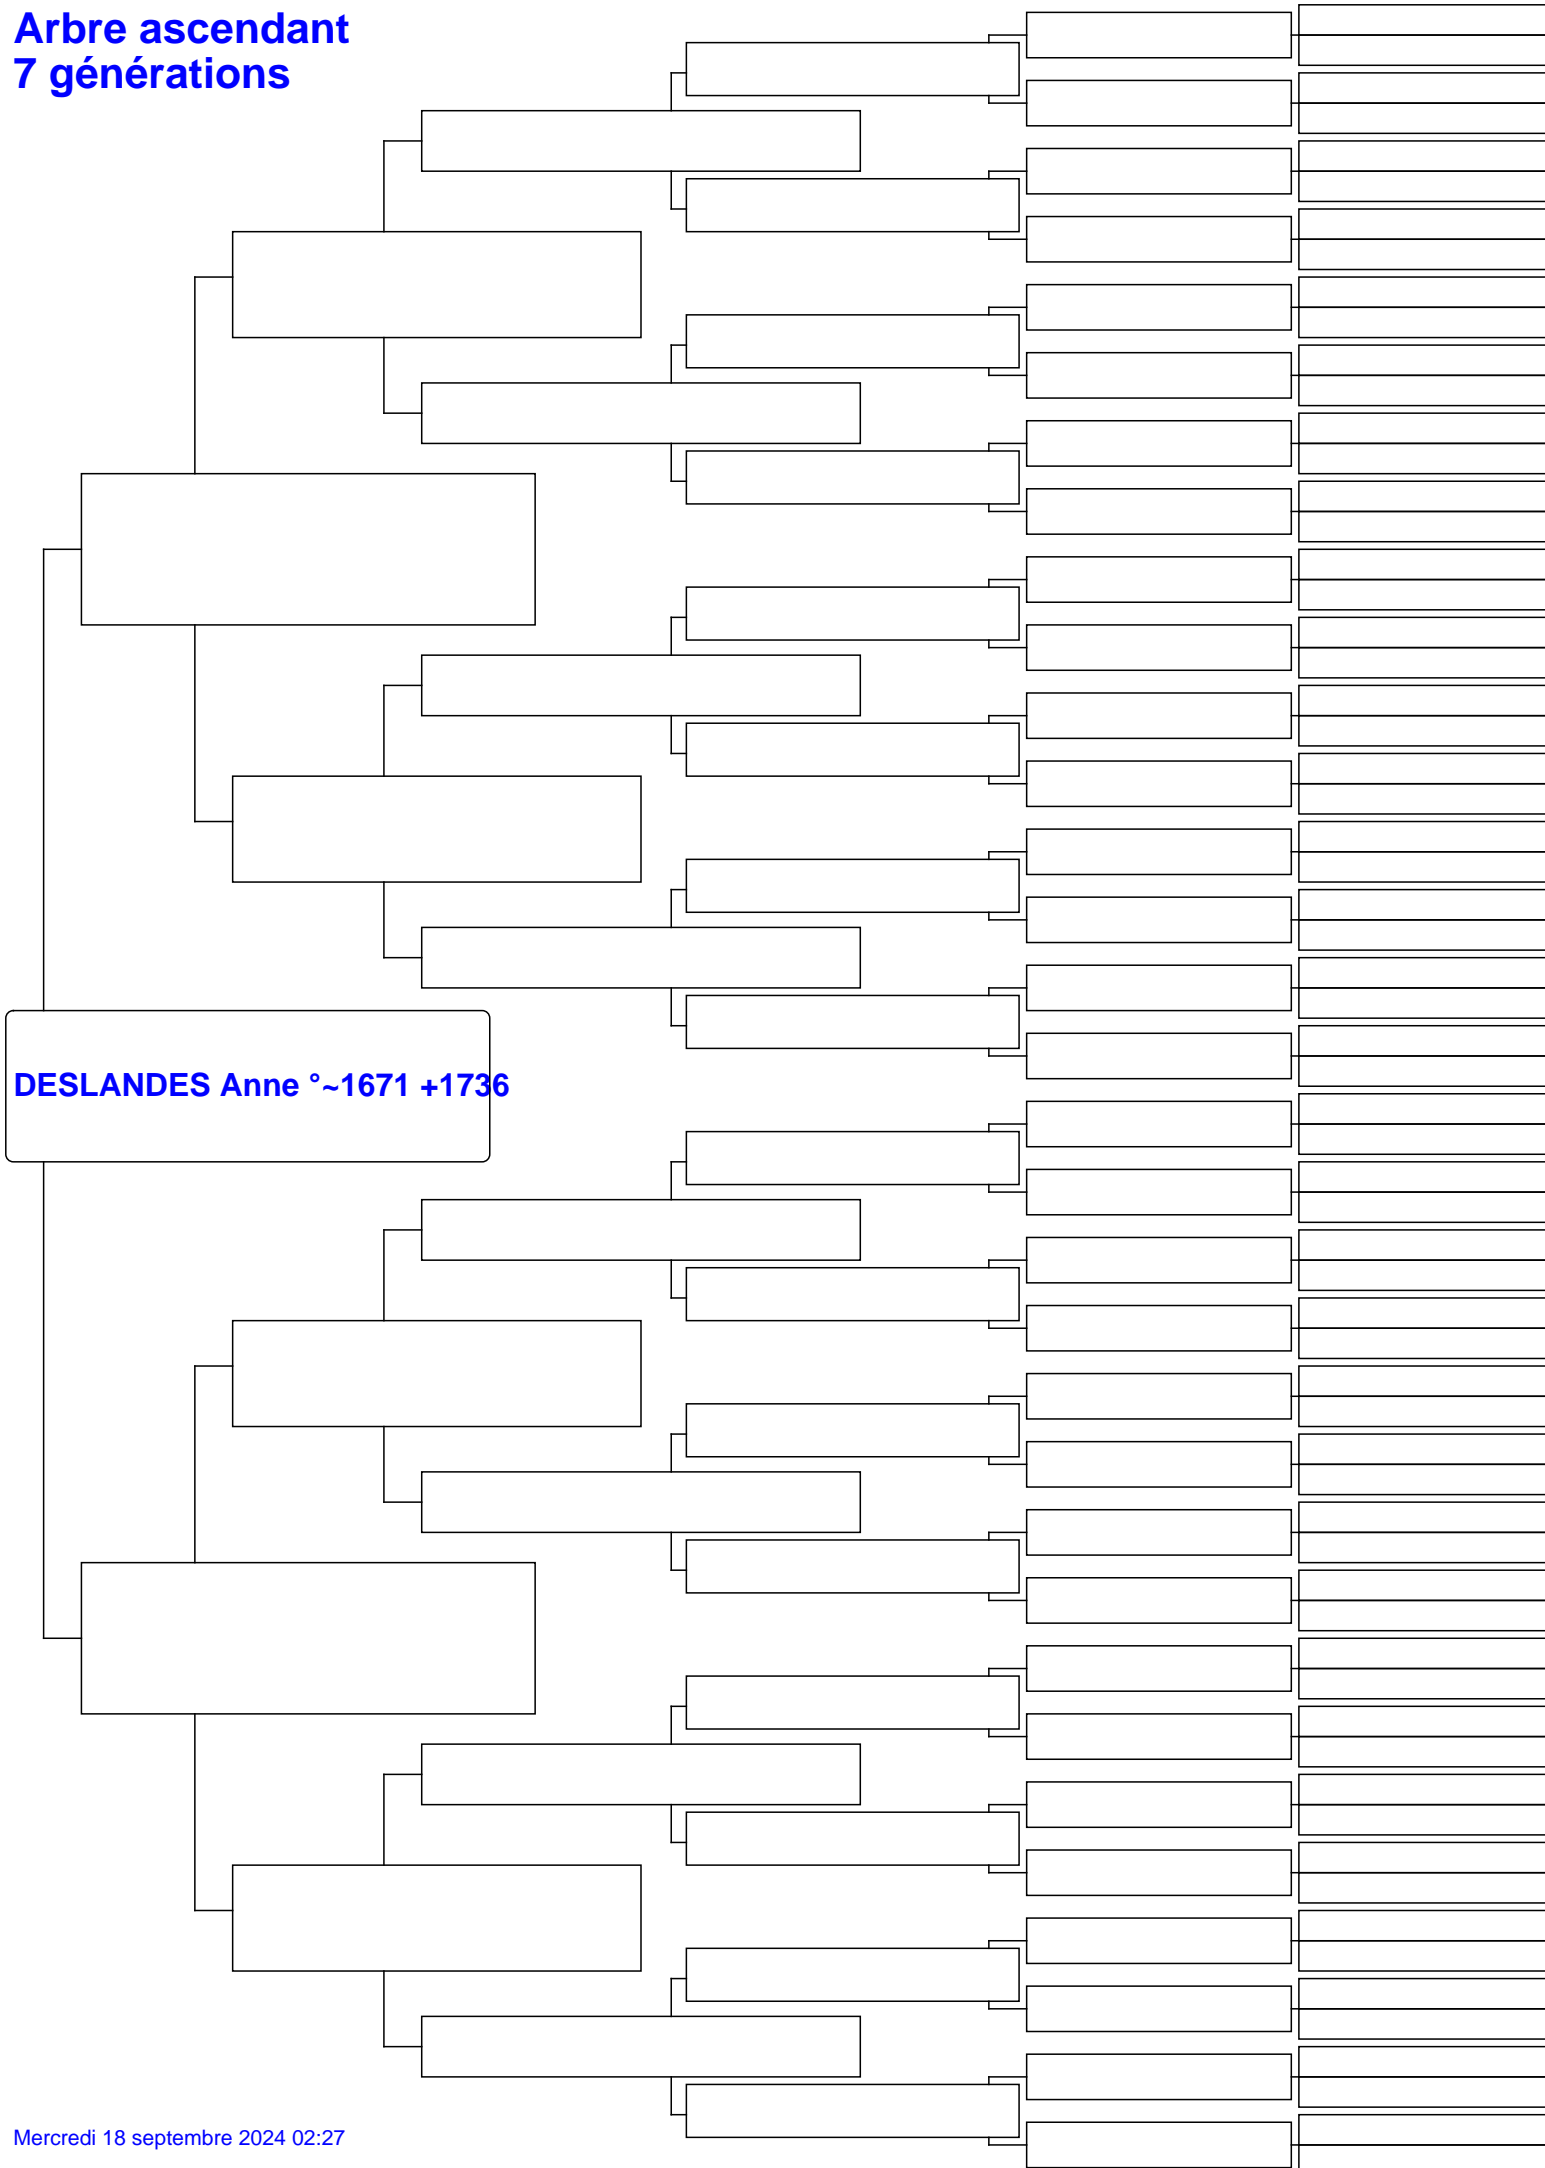 Arbre ascendant
7 générations
DESLANDES Anne °~1671 +1736
Mercredi 18 septembre 2024 02:27